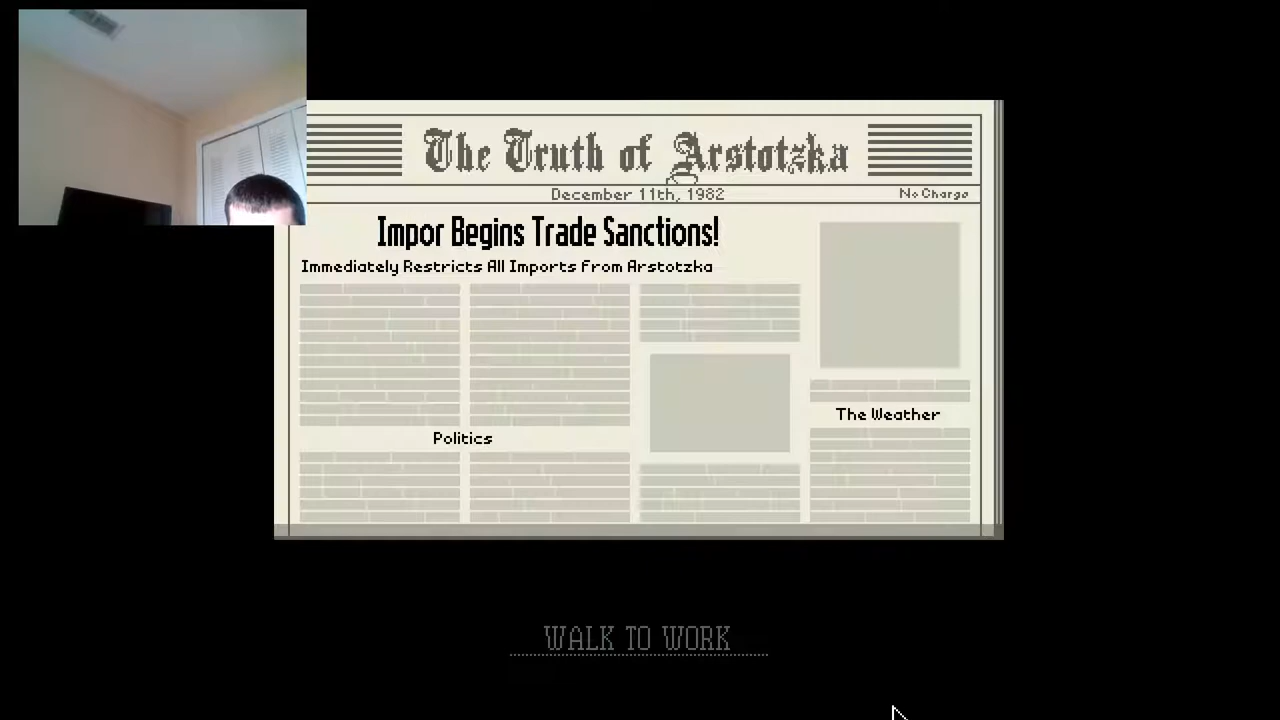 The Truth of Arstotzka
December 11th, 1982
No Charge
Impor Begins Trade Sanctions!
Immediately Restricts All Imports From Arstotzka
The Weather
Politics
WALK TO WORK